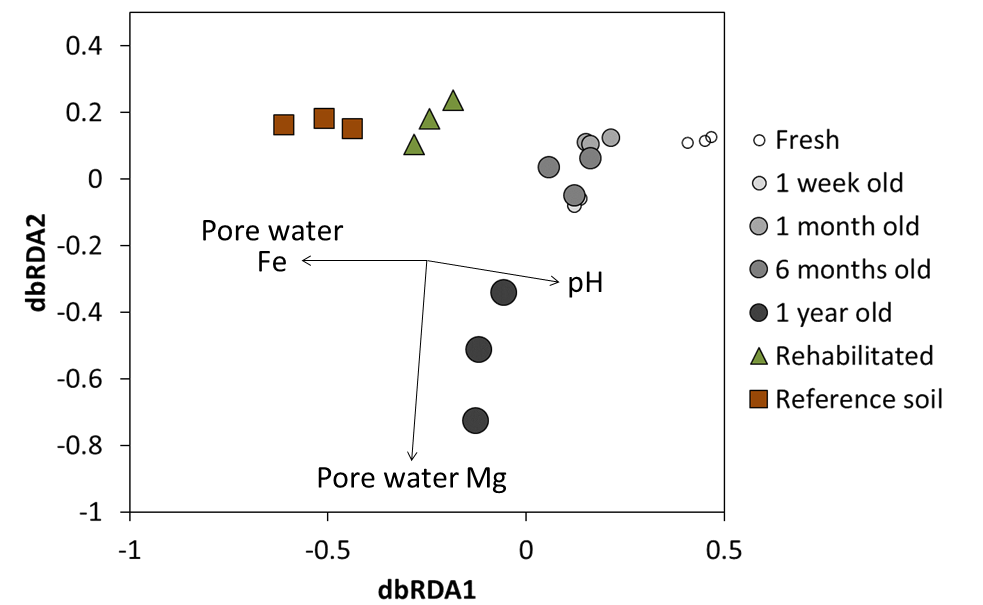 0.4
0.2
0
-0.2
-0.4
-0.6
-0.8
-1
dbRDA2
-1
-0.5
0
0.5
dbRDA1
Pore water
Fe
pH
Pore water Mg
Fresh
1 week old
1 month old
6 months old
1 year old
Rehabilitated
Reference soil